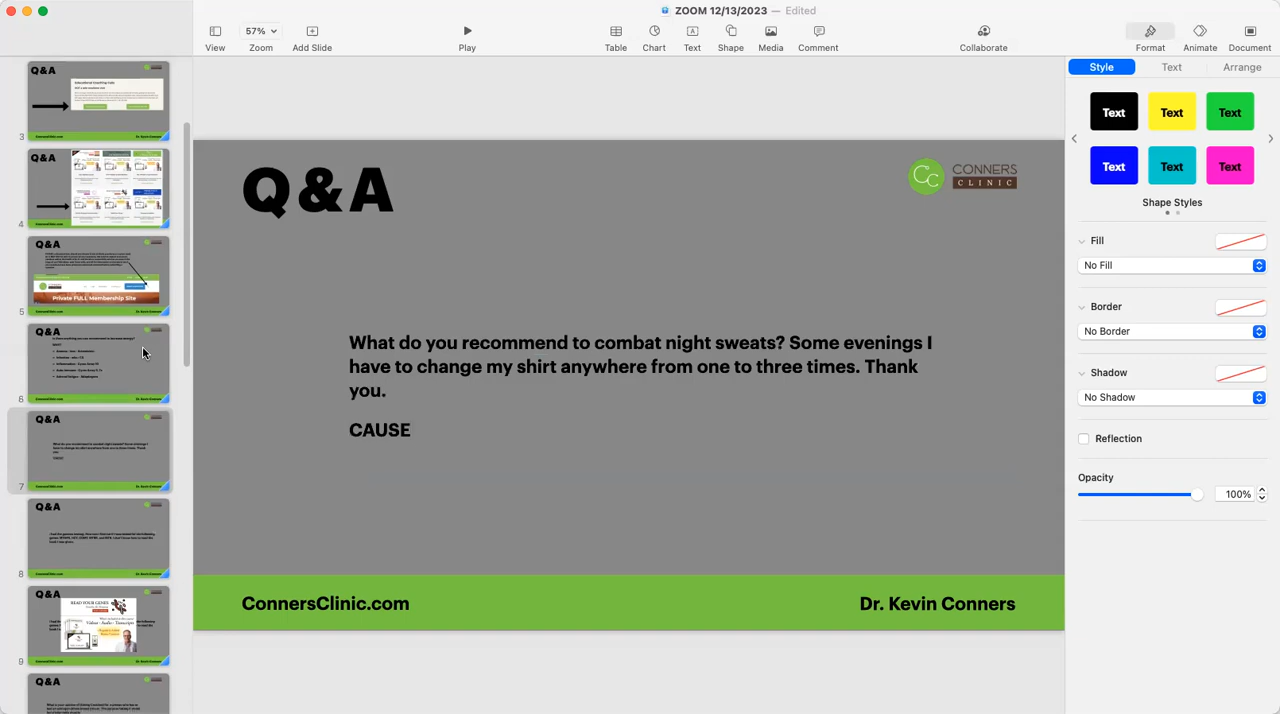 ZOOM 12/13/2023 — Edited
57%
View
Zoom
Add Slide
Play
Table
Chart
Text
Shape
Media
Comment
Collaborate
Format
Animate
Document
Style
Text
Arrange
Text
Text
Text
Text
Text
Text
Shape Styles
Fill
No Fill
Border
No Border
Shadow
No Shadow
Reflection
Opacity
100%
Q&A
3
Q&A
4
Q&A
Private FULL Membership Site
5
Q&A
6
Q&A
7
Q&A
8
Q&A
READ YOUR GENES
9
Q&A
Q&A
CC
CONNERS
CLINIC
What do you recommend to combat night sweats? Some evenings I
have to change my shirt anywhere from one to three times. Thank
you.
CAUSE
ConnersClinic.com
Dr. Kevin Conners